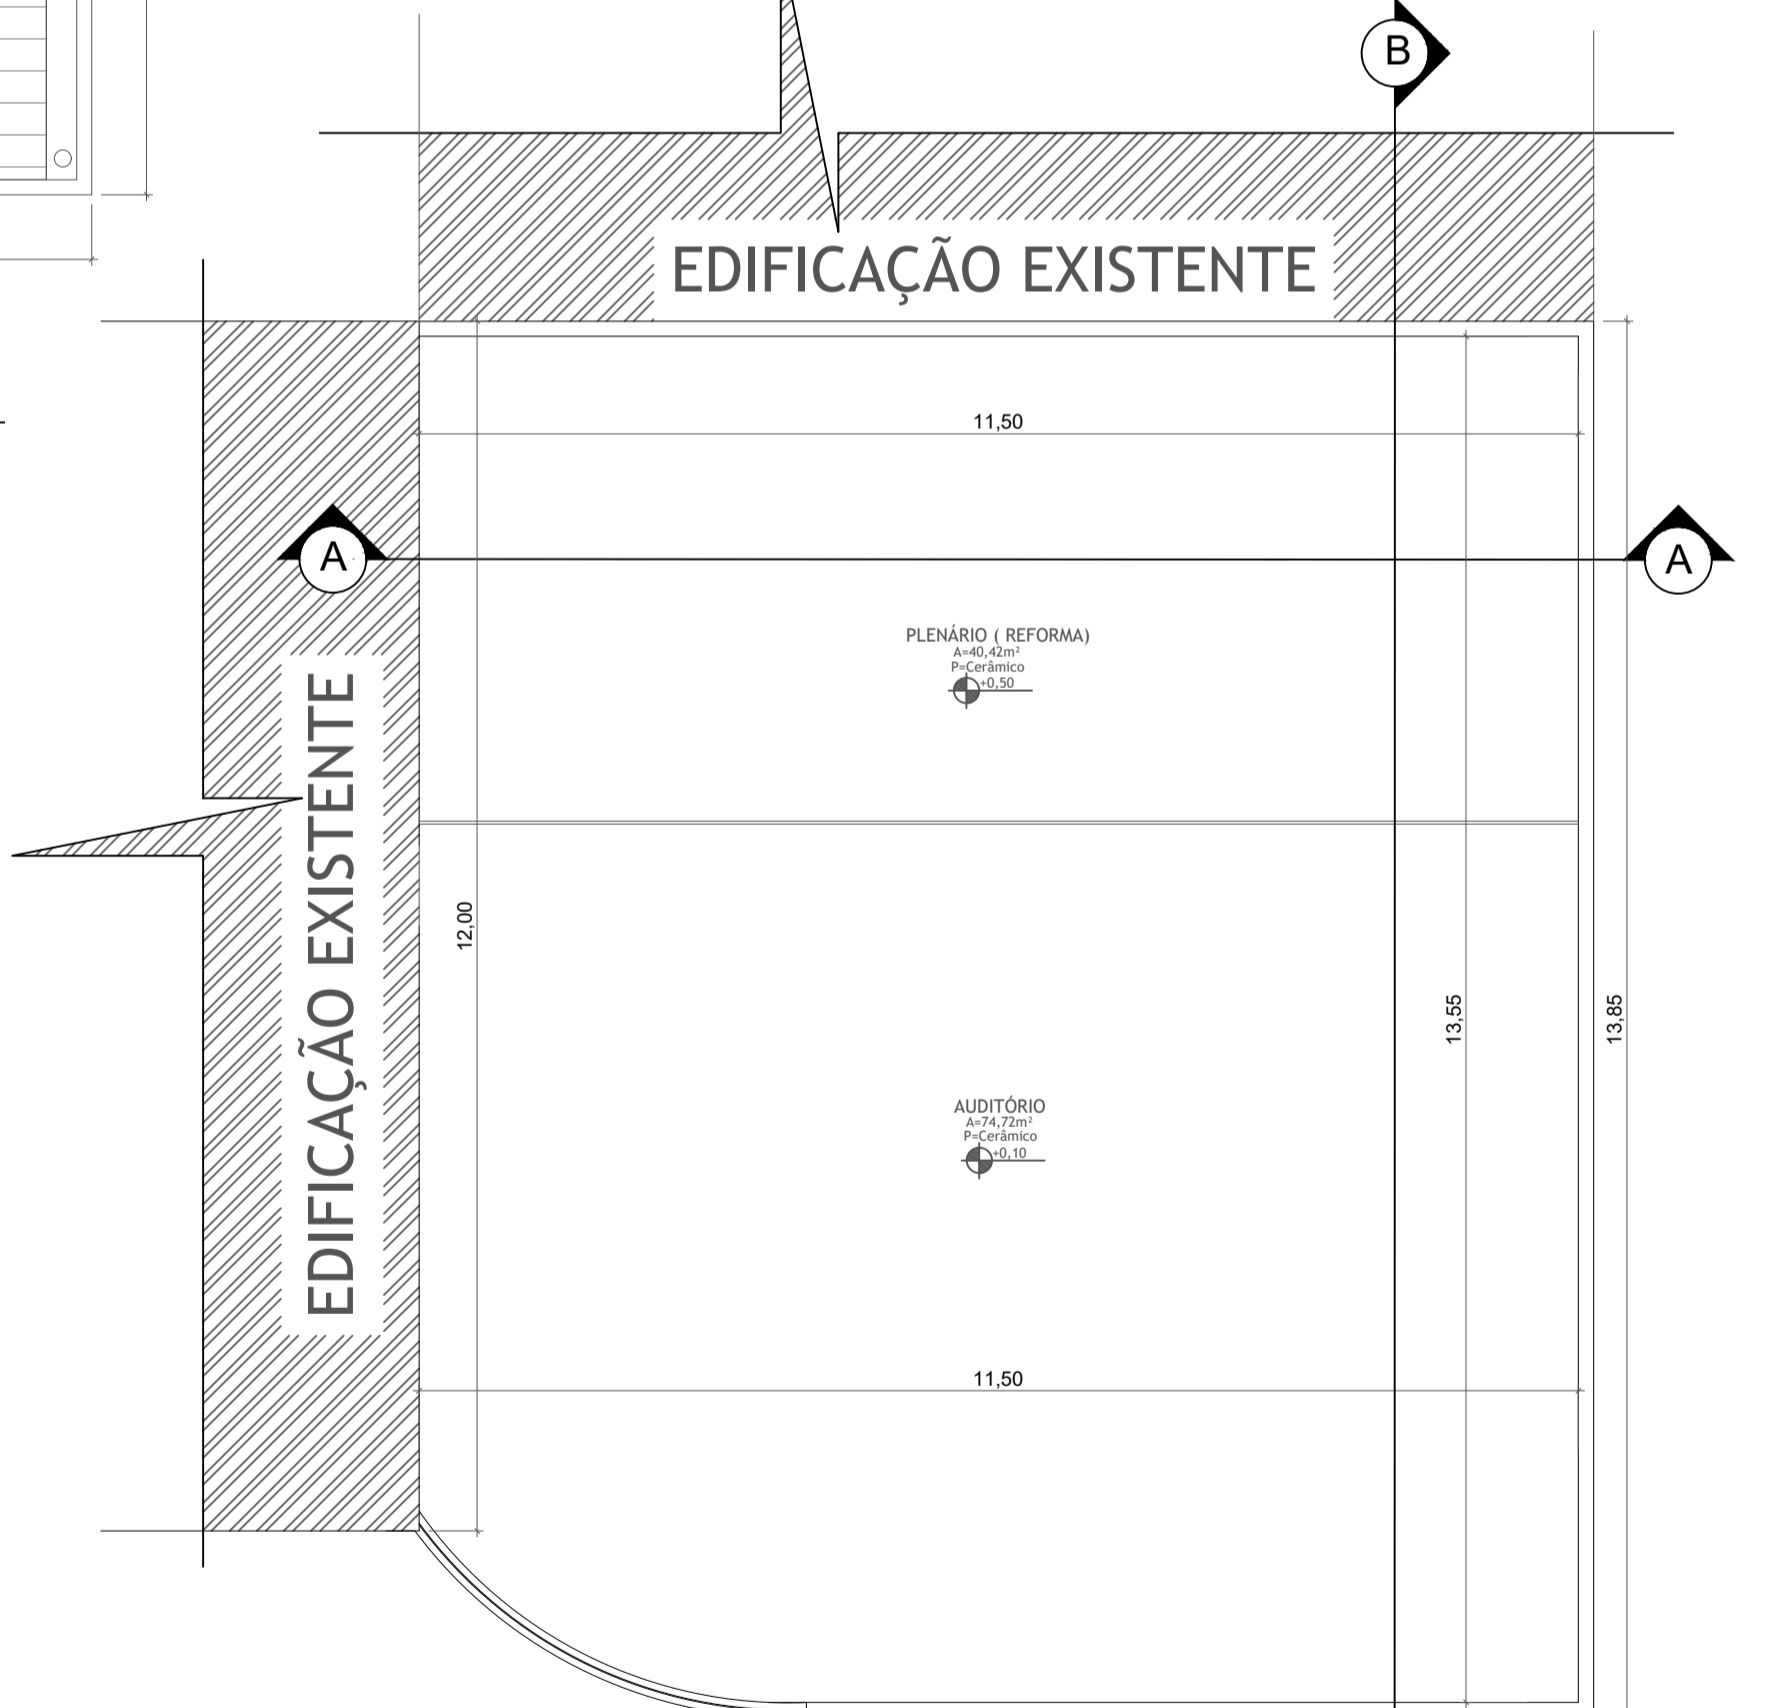 B
EDIFICAÇÃO EXISTENTE
11,50
A
A
PLENÁRIO ( REFORMA)
A=40,42m²
P=Cerâmico
+0,50
EDIFICAÇÃO EXISTENTE
12,00
13,55
13,85
AUDITÓRIO
A=74,72m²
P=Cerâmico
+0,10
11,50